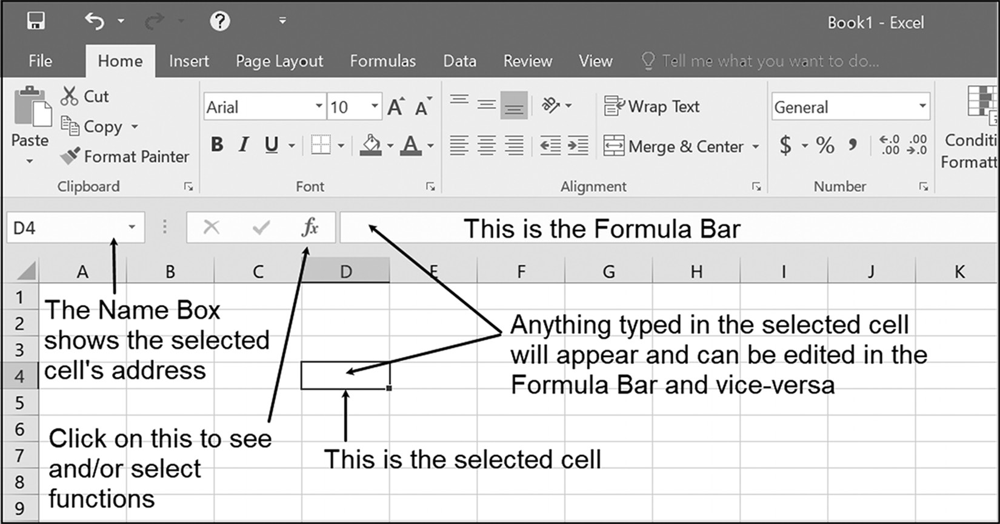 Book1 - Excel
File Home Insert Page Layout Formulas Data Review View Tell me what you want to do...
Cut
Copy
Paste
Format Painter
Clipboard
Arial 10 A A
B I U A
Font
Wrap Text
Merge & Center
Alignment
General
$ % , .0 .00 .00 .0
Number
Conditi
Formatt
D4 fx This is the Formula Bar
A B C D E F G H I J K
1
2
3
4
5
6
7
8
9
The Name Box
shows the selected
cell's address
Anything typed in the selected cell
will appear and can be edited in the
Formula Bar and vice-versa
Click on this to see
and/or select
functions
This is the selected cell